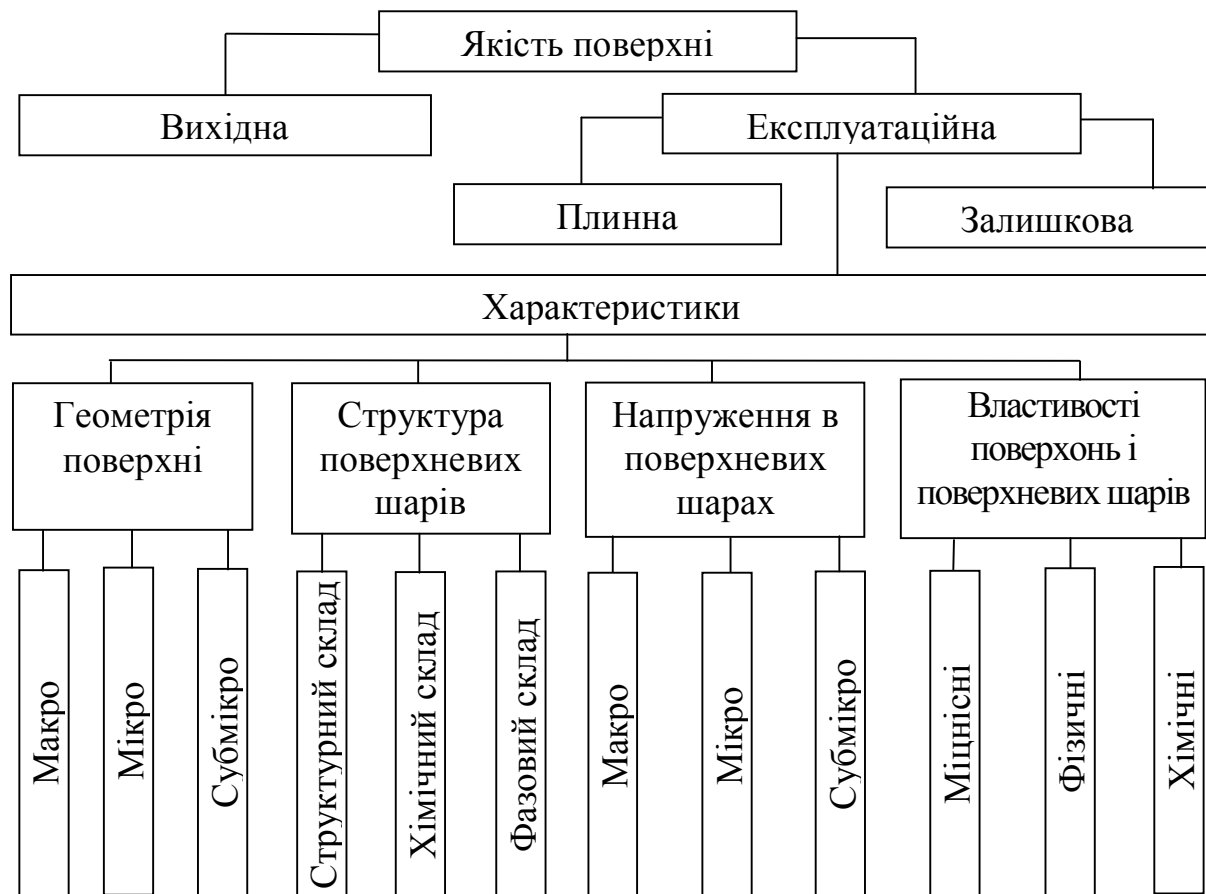 Якість поверхні
Вихідна
Експлуатаційна
Плинна
Залишкова
Характеристики
Геометрія
поверхні
Структура
поверхневих
шарів
Напруження в
поверхневих
шарах
Властивості
поверхонь і
поверхневих шарів
Макро
Мікро
Субмікро
Структурний склад
Хімічний склад
Фазовий склад
Макро
Мікро
Субмікро
Міцнісні
Фізичні
Хімічні